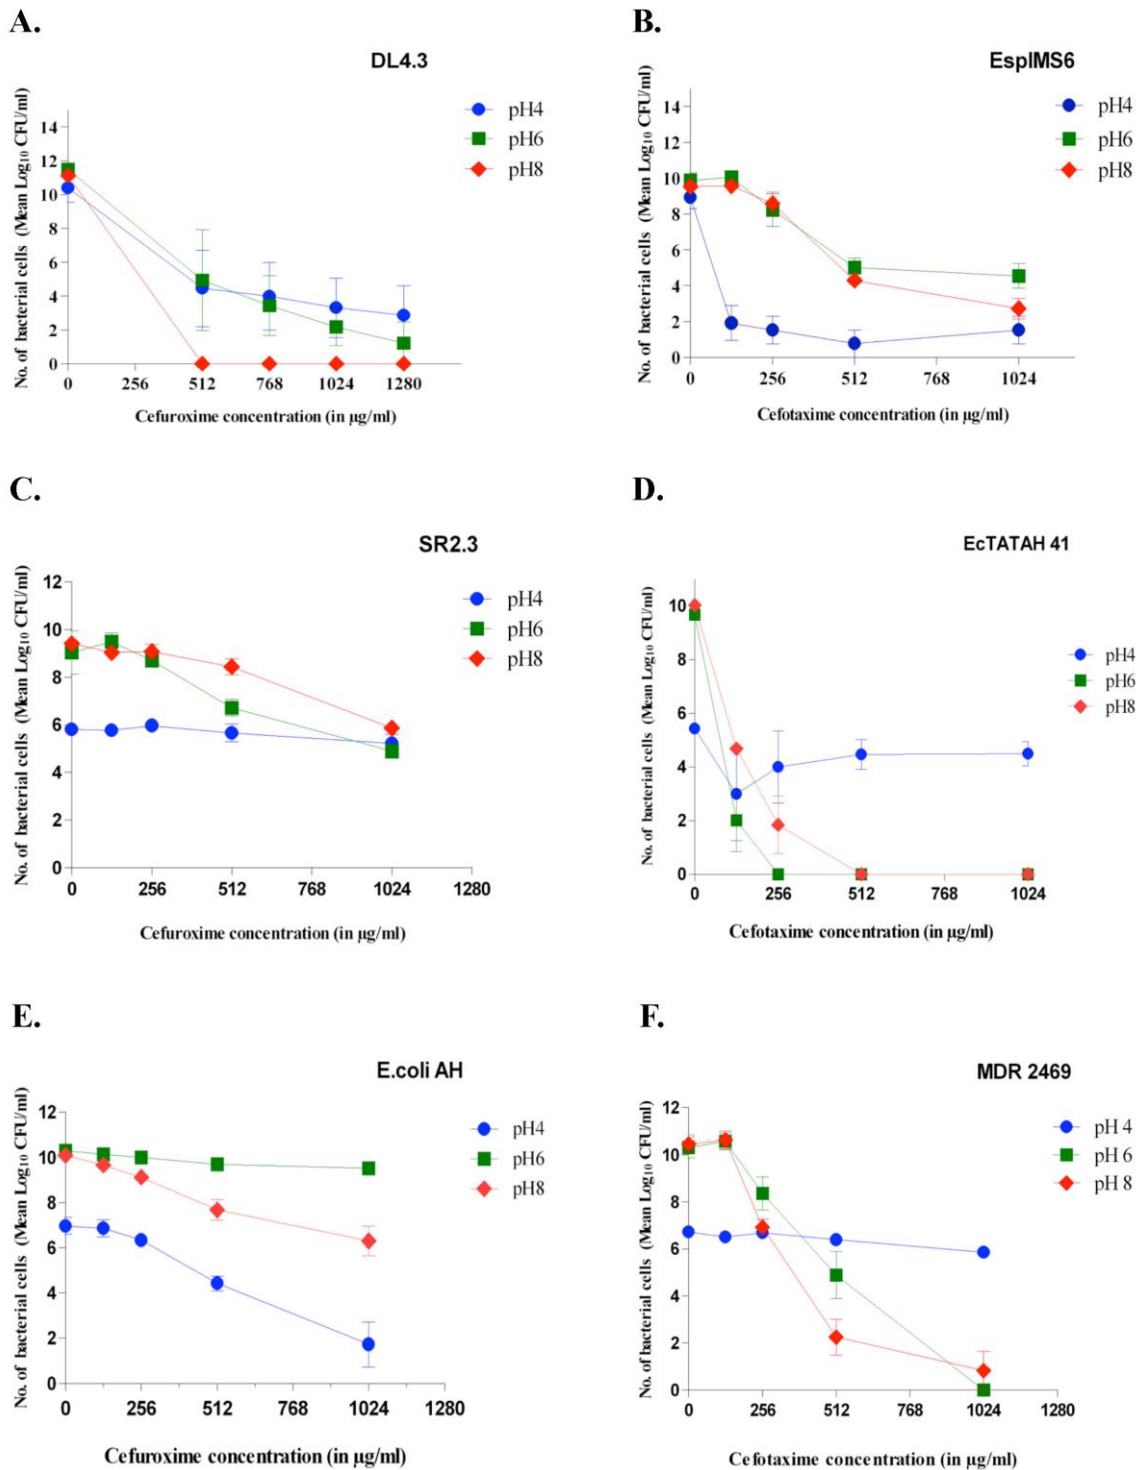 A.
DL4.3
No. of bacterial cells (Mean Log₁₀ CFU/ml)
pH4
pH6
pH8
14
12
10
8
6
4
2
0
0 256 512 768 1024 1280
Cefuroxime concentration (in µg/ml)
B.
EspIMS6
No. of bacterial cells (Mean Log₁₀ CFU/ml)
pH4
pH6
pH8
14
12
10
8
6
4
2
0
0 256 512 768 1024
Cefotaxime concentration (in µg/ml)
C.
SR2.3
No. of bacterial cells (Mean Log₁₀ CFU/ml)
pH4
pH6
pH8
12
10
8
6
4
2
0
0 256 512 768 1024 1280
Cefuroxime concentration (in µg/ml)
D.
EcTATAH 41
No. of bacterial cells (Mean Log₁₀ CFU/ml)
pH4
pH6
pH8
10
8
6
4
2
0
0 256 512 768 1024
Cefotaxime concentration (in µg/ml)
E.
E.coli AH
No. of bacterial cells (Mean Log₁₀ CFU/ml)
pH4
pH6
pH8
12
10
8
6
4
2
0
0 256 512 768 1024 1280
Cefuroxime concentration (in µg/ml)
F.
MDR 2469
No. of bacterial cells (Mean Log₁₀ CFU/ml)
pH 4
pH 6
pH 8
12
10
8
6
4
2
0
0 256 512 768 1024 1280
Cefotaxime concentration (in µg/ml)